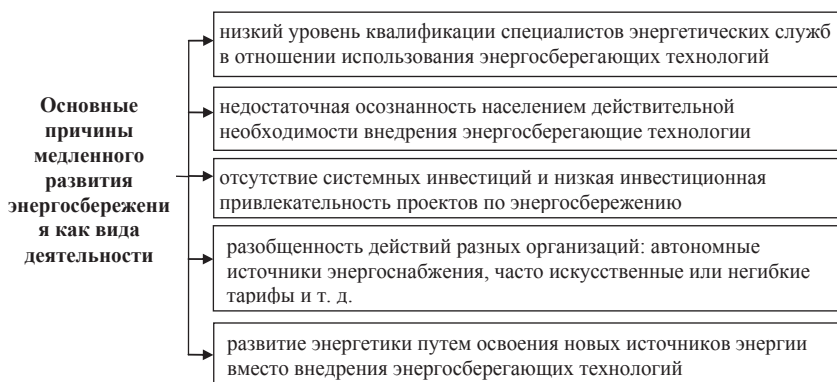 Основные
причины
медленного
развития
энергосбережени
я как вида
деятельности
низкий уровень квалификации специалистов энергетических служб
в отношении использования энергосберегающих технологий
недостаточная осознанность населением действительной
необходимости внедрения энергосберегающие технологии
отсутствие системных инвестиций и низкая инвестиционная
привлекательность проектов по энергосбережению
разобщенность действий разных организаций: автономные
источники энергоснабжения, часто искусственные или негибкие
тарифы и т. д.
развитие энергетики путем освоения новых источников энергии
вместо внедрения энергосберегающих технологий